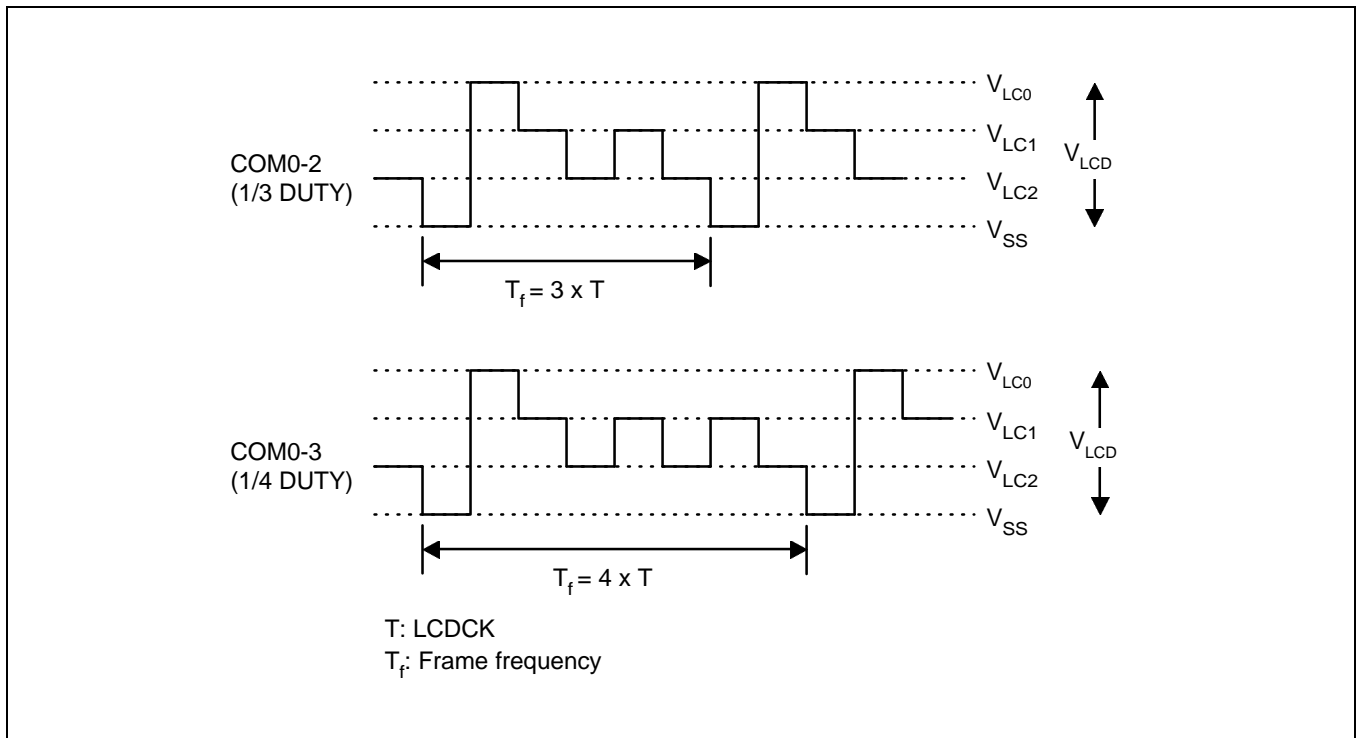 V_LC0
V_LC1
COM0-2
(1/3 DUTY)
V_LCD
V_LC2
V_SS
T_f = 3 x T
V_LC0
V_LC1
COM0-3
(1/4 DUTY)
V_LCD
V_LC2
V_SS
T_f = 4 x T
T: LCDCK
T_f: Frame frequency